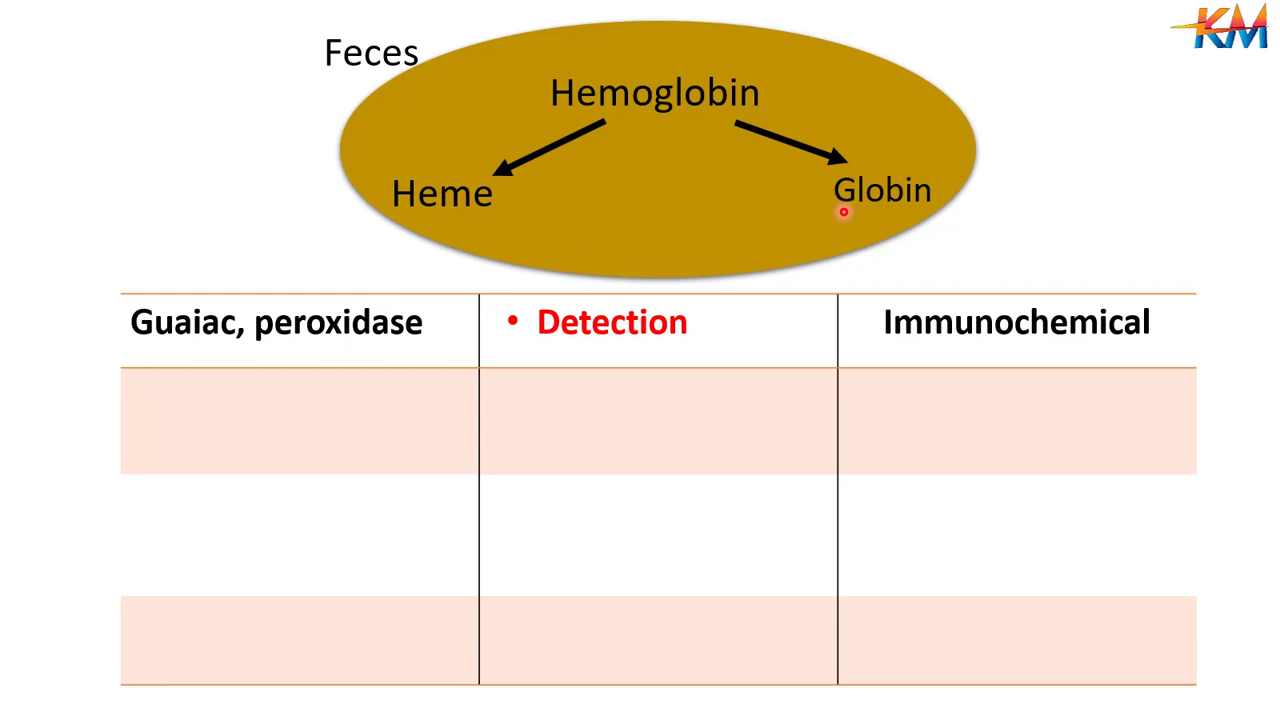 KM
Feces
Hemoglobin
Heme
Globin
Guaiac, peroxidase
• Detection
Immunochemical